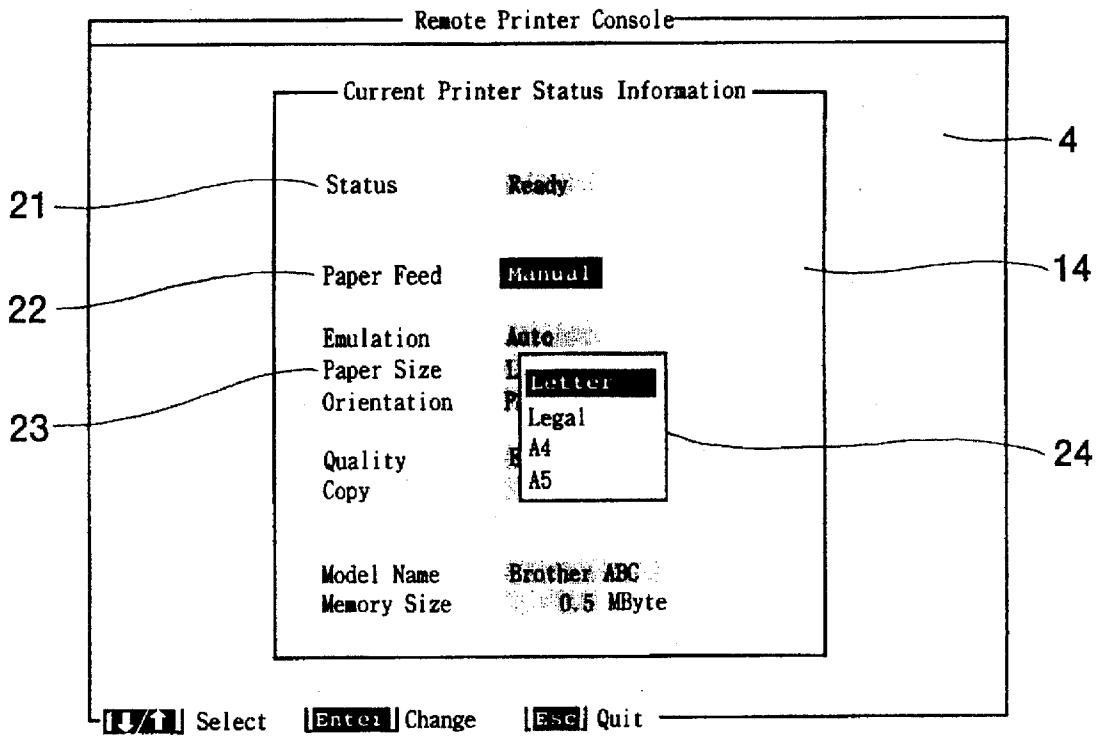 Remote Printer Console
Current Printer Status Information
4
21
Status Ready
14
22
Paper Feed Manual
Emulation Auto
23
Paper Size L
Orientation P
Letter
Legal
A4
A5
24
Quality
Copy
Model Name Brother ABC
Memory Size 0.5 MByte
[↓/↑] Select [Enter] Change [Esc] Quit